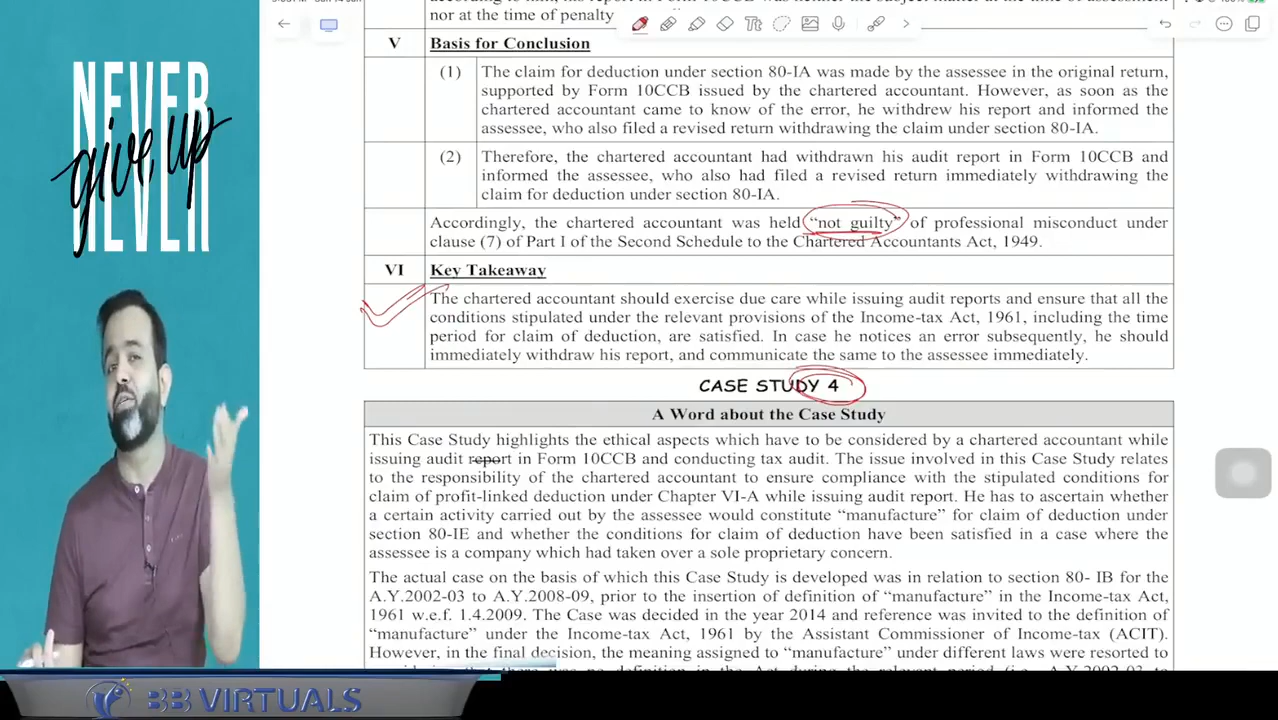 nor at the time of penalty
V Basis for Conclusion
(1) The claim for deduction under section 80-IA was made by the assessee in the original return,
supported by Form 10CCB issued by the chartered accountant. However, as soon as the
chartered accountant came to know of the error, he withdrew his report and informed the
assessee, who also filed a revised return withdrawing the claim under section 80-IA.
(2) Therefore, the chartered accountant had withdrawn his audit report in Form 10CCB and
informed the assessee, who also had filed a revised return immediately withdrawing the
claim for deduction under section 80-IA.
Accordingly, the chartered accountant was held “not guilty” of professional misconduct under
clause (7) of Part I of the Second Schedule to the Chartered Accountants Act, 1949.
VI Key Takeaway
The chartered accountant should exercise due care while issuing audit reports and ensure that all the
conditions stipulated under the relevant provisions of the Income-tax Act, 1961, including the time
period for claim of deduction, are satisfied. In case he notices an error subsequently, he should
immediately withdraw his report, and communicate the same to the assessee immediately.
CASE STUDY 4
A Word about the Case Study
This Case Study highlights the ethical aspects which have to be considered by a chartered accountant while
issuing audit report in Form 10CCB and conducting tax audit. The issue involved in this Case Study relates
to the responsibility of the chartered accountant to ensure compliance with the stipulated conditions for
claim of profit-linked deduction under Chapter VI-A while issuing audit report. He has to ascertain whether
a certain activity carried out by the assessee would constitute “manufacture” for claim of deduction under
section 80-IE and whether the conditions for claim of deduction have been satisfied in a case where the
assessee is a company which had taken over a sole proprietary concern.
The actual case on the basis of which this Case Study is developed was in relation to section 80- IB for the
A.Y.2002-03 to A.Y.2008-09, prior to the insertion of definition of “manufacture” in the Income-tax Act,
1961 w.e.f. 1.4.2009. The Case was decided in the year 2014 and reference was invited to the definition of
“manufacture” under the Income-tax Act, 1961 by the Assistant Commissioner of Income-tax (ACIT).
However, in the final decision, the meaning assigned to “manufacture” under different laws were resorted to
NEVER
give up
NEVER
BB VIRTUALS